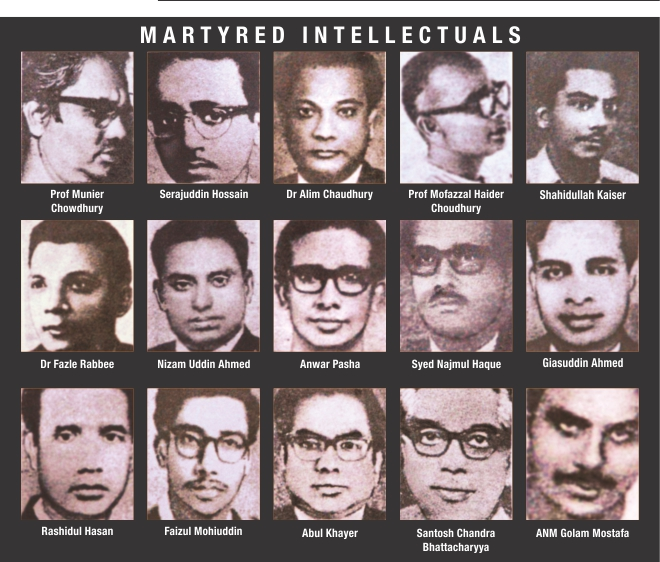 MARTYRED INTELLECTUALS
Prof Munier
Chowdhury
Serajuddin Hossain
Dr Alim Chaudhury
Prof Mofazzal Haider
Choudhury
Shahidullah Kaiser
Dr Fazle Rabbee
Nizam Uddin Ahmed
Anwar Pasha
Syed Najmul Haque
Giasuddin Ahmed
Rashidul Hasan
Faizul Mohiuddin
Abul Khayer
Santosh Chandra
Bhattacharyya
ANM Golam Mostafa